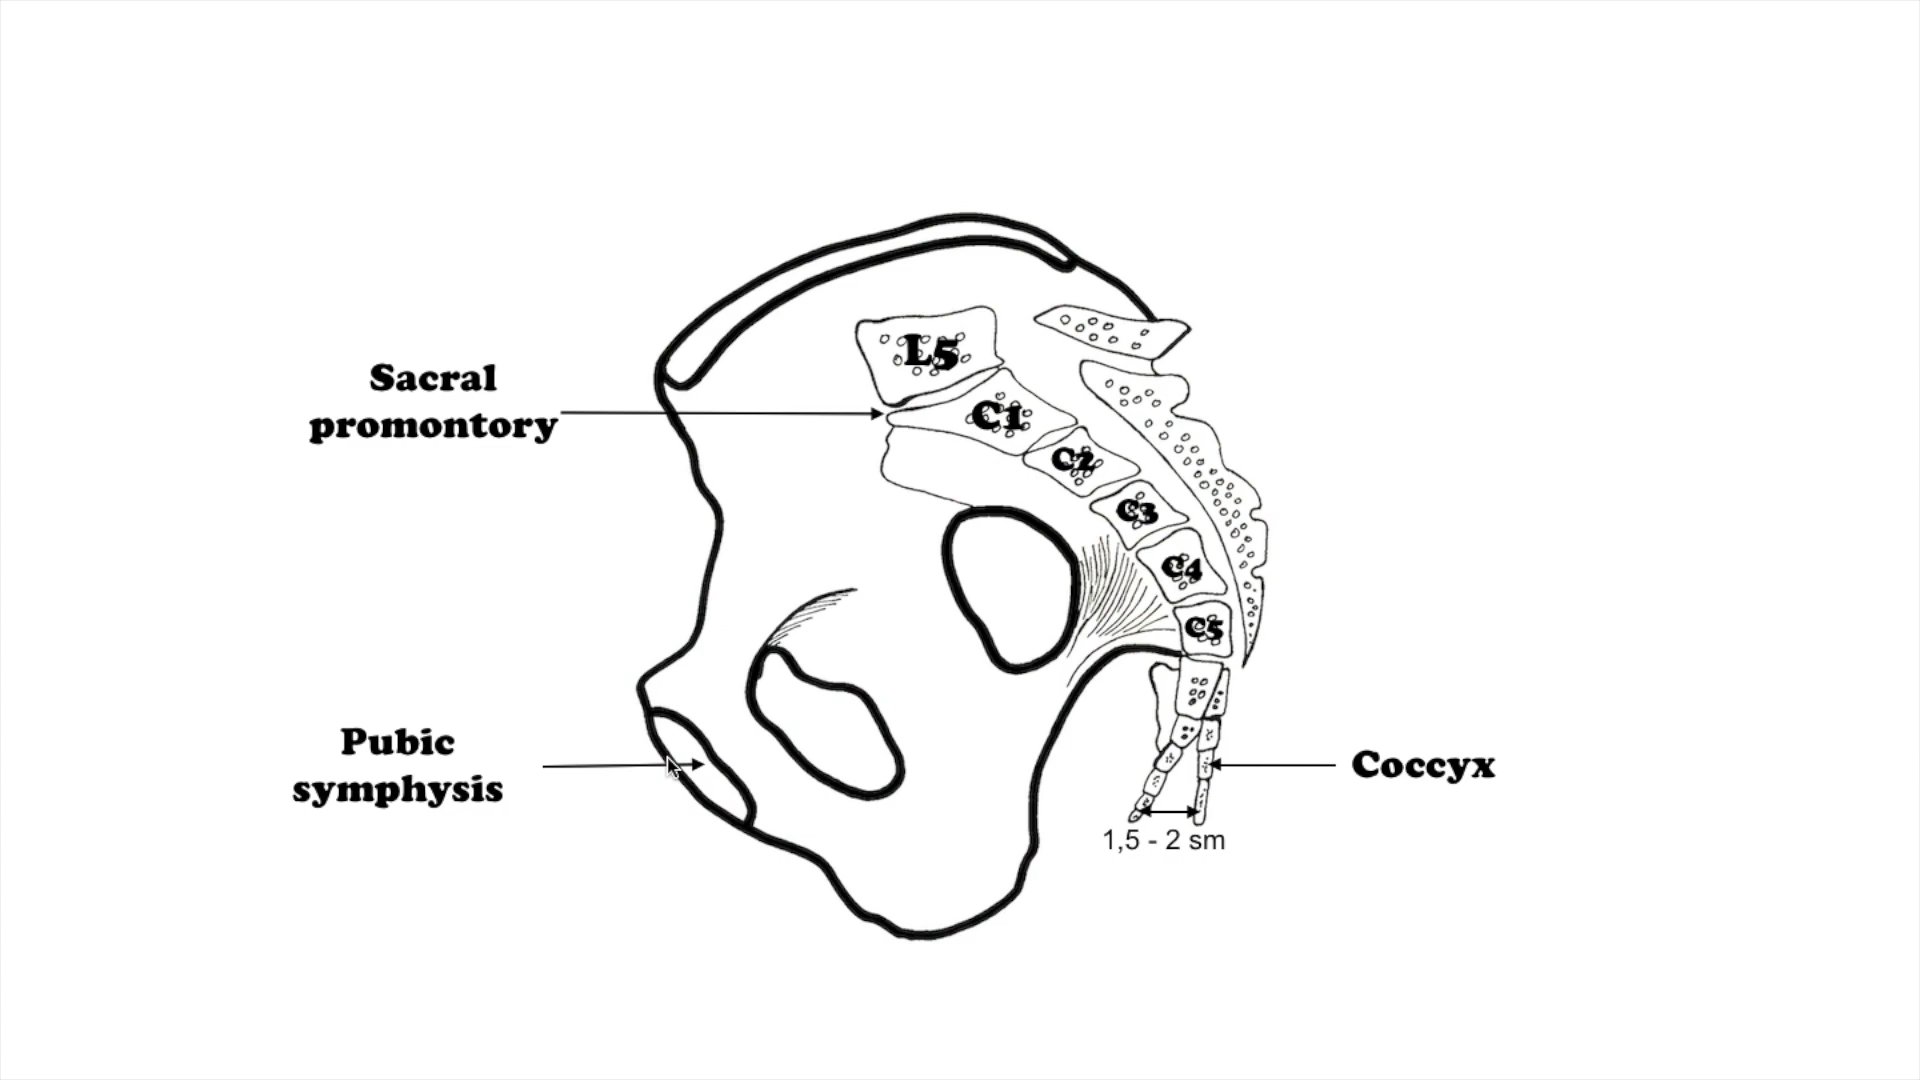 Sacral
promontory
L5
C1
C2
C3
C4
C5
Pubic
symphysis
Coccyx
1,5 - 2 sm